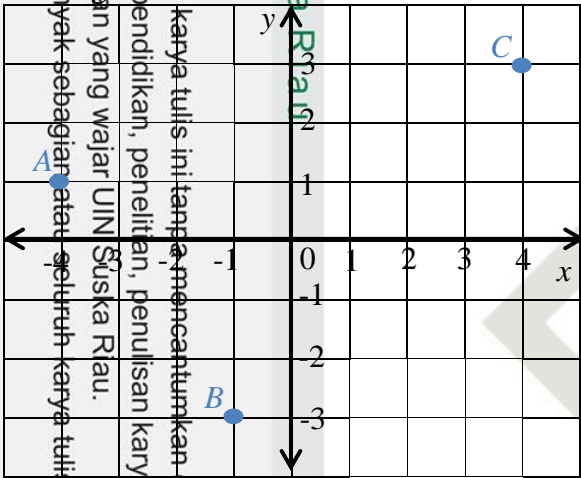 y
C
3
2
A
1
-4 -3 -2 -1 0 1 2 3 4
x
-1
-2
B
-3
a Riau
karya tulis ini tanpa mencantumkan
pendidikan, penelitian, penulisan kary
an yang wajar UIN Suska Riau.
nyak sebagian atau seluruh karya tuli